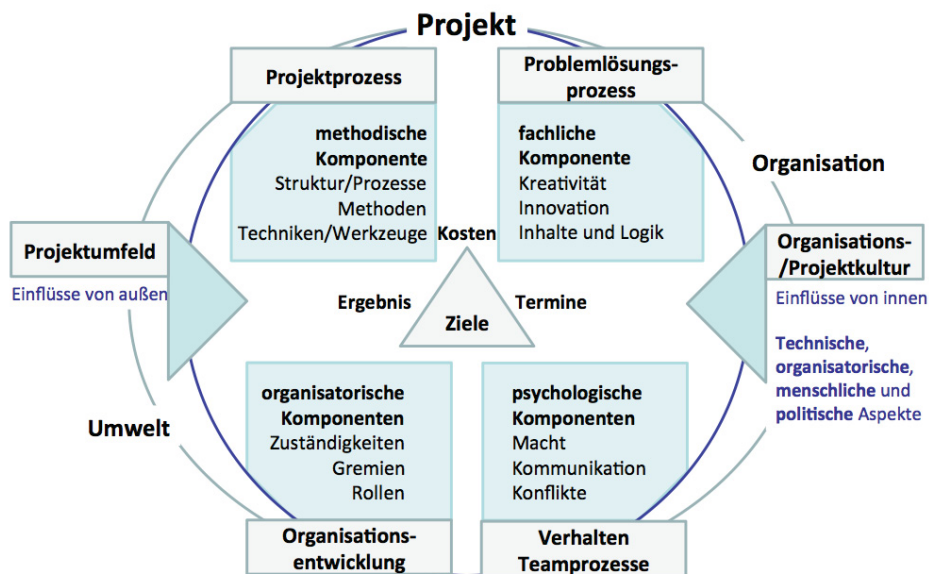 Projekt
Projektprozess
Problemlösungs-
prozess
methodische
Komponente
Struktur/Prozesse
Methoden
Techniken/Werkzeuge
fachliche
Komponente
Kreativität
Innovation
Inhalte und Logik
Organisation
Projektumfeld
Einflüsse von außen
Kosten
Ergebnis
Termine
Ziele
Organisations-
/Projektkultur
Einflüsse von innen
Technische,
organisatorische,
menschliche und
politische Aspekte
Umwelt
organisatorische
Komponenten
Zuständigkeiten
Gremien
Rollen
psychologische
Komponenten
Macht
Kommunikation
Konflikte
Organisations-
entwicklung
Verhalten
Teamprozesse